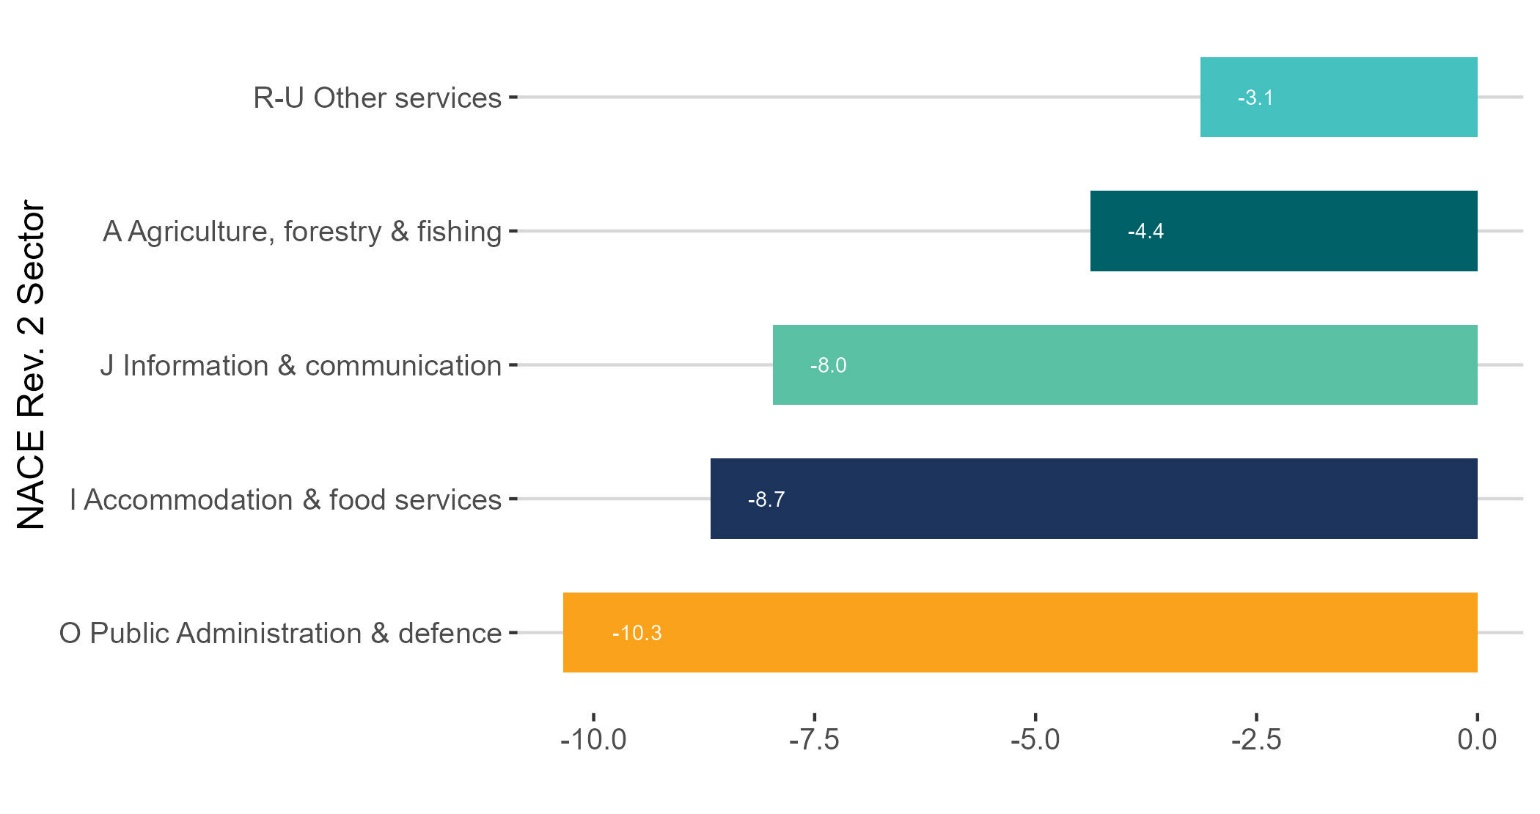 NACE Rev. 2 Sector
R-U Other services
-3.1
A Agriculture, forestry & fishing
-4.4
J Information & communication
-8.0
I Accommodation & food services
-8.7
O Public Administration & defence
-10.3
-10.0 -7.5 -5.0 -2.5 0.0